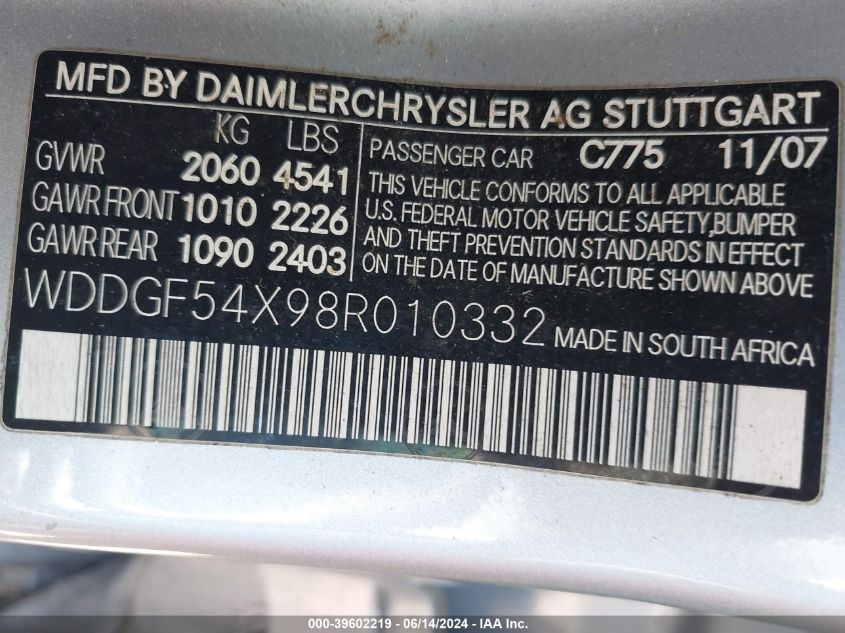 MFD BY DAIMLERCHRYSLER AG STUTTGART
KG LBS
GVWR 2060 4541
GAWR FRONT 1010 2226
GAWR REAR 1090 2403
PASSENGER CAR C775 11/07
THIS VEHICLE CONFORMS TO ALL APPLICABLE
U.S. FEDERAL MOTOR VEHICLE SAFETY,BUMPER
AND THEFT PREVENTION STANDARDS IN EFFECT
ON THE DATE OF MANUFACTURE SHOWN ABOVE
WDDGF54X98R010332 MADE IN SOUTH AFRICA
000-39602219 - 06/14/2024 - IAAI.com